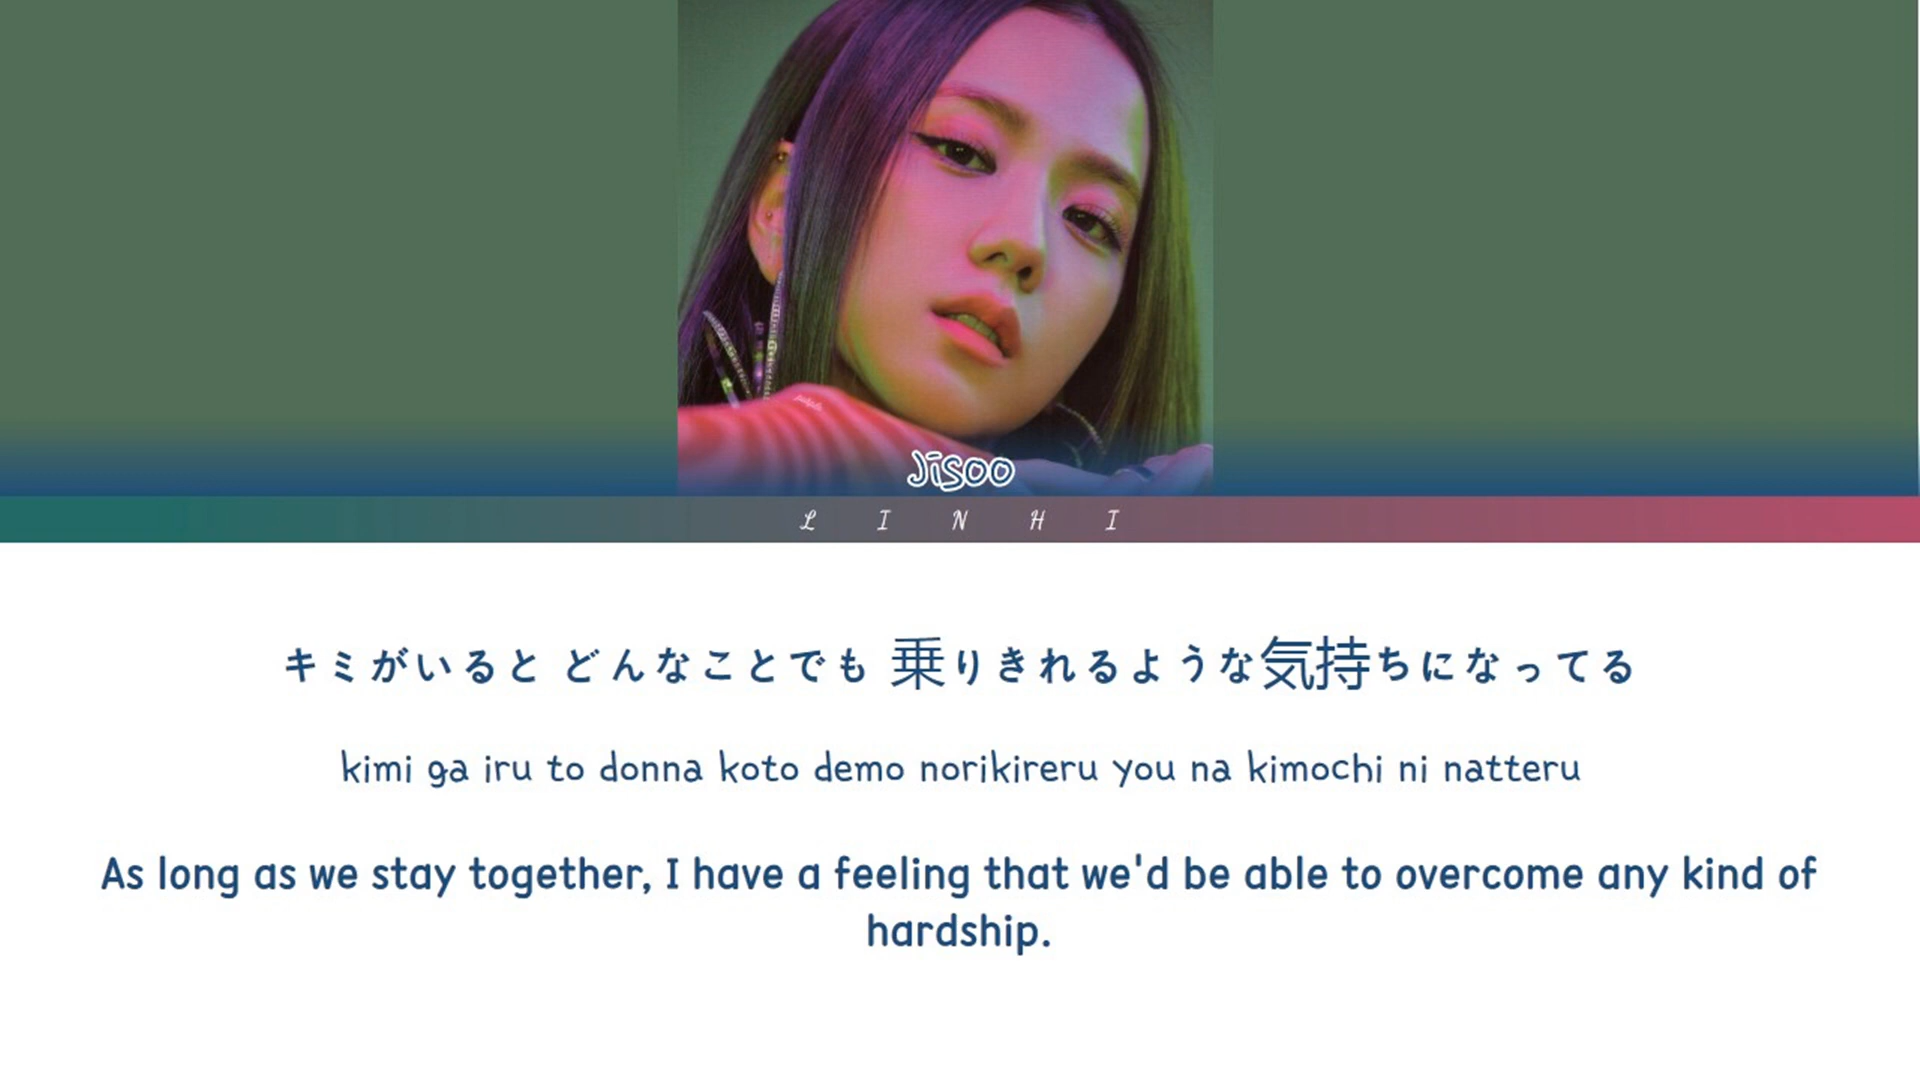 Jisoo
L I N H I
キミがいると どんなことでも 乗りきれるような気持ちになってる
kimi ga iru to donna koto demo norikireru you na kimochi ni natteru
As long as we stay together, I have a feeling that we'd be able to overcome any kind of
hardship.